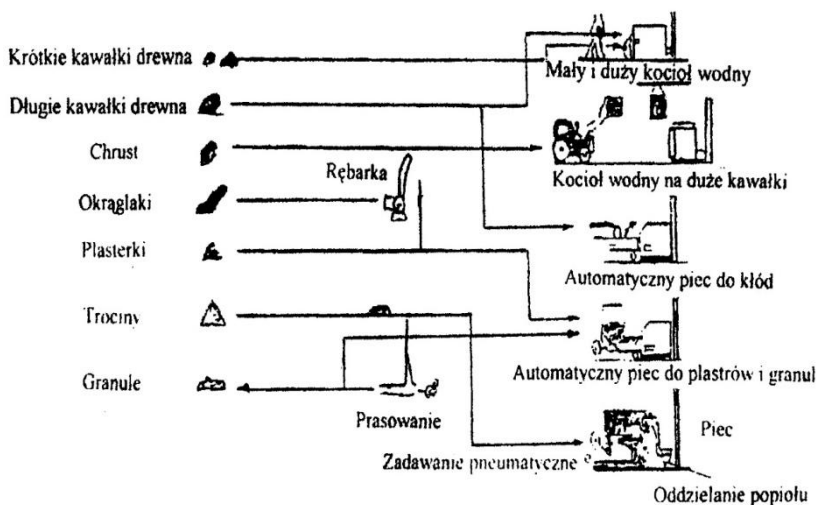 Krótkie kawałki drewna
Mały i duży kocioł wodny
Długie kawałki drewna
Chrust
Rębarka
Kocioł wodny na duże kawałki
Okrąglaki
Plasterki
Automatyczny piec do kłód
Trociny
Granule
Automatyczny piec do plastrów i granul
Prasowanie
Piec
Zadawanie pneumatyczne
Oddzielanie popiołu